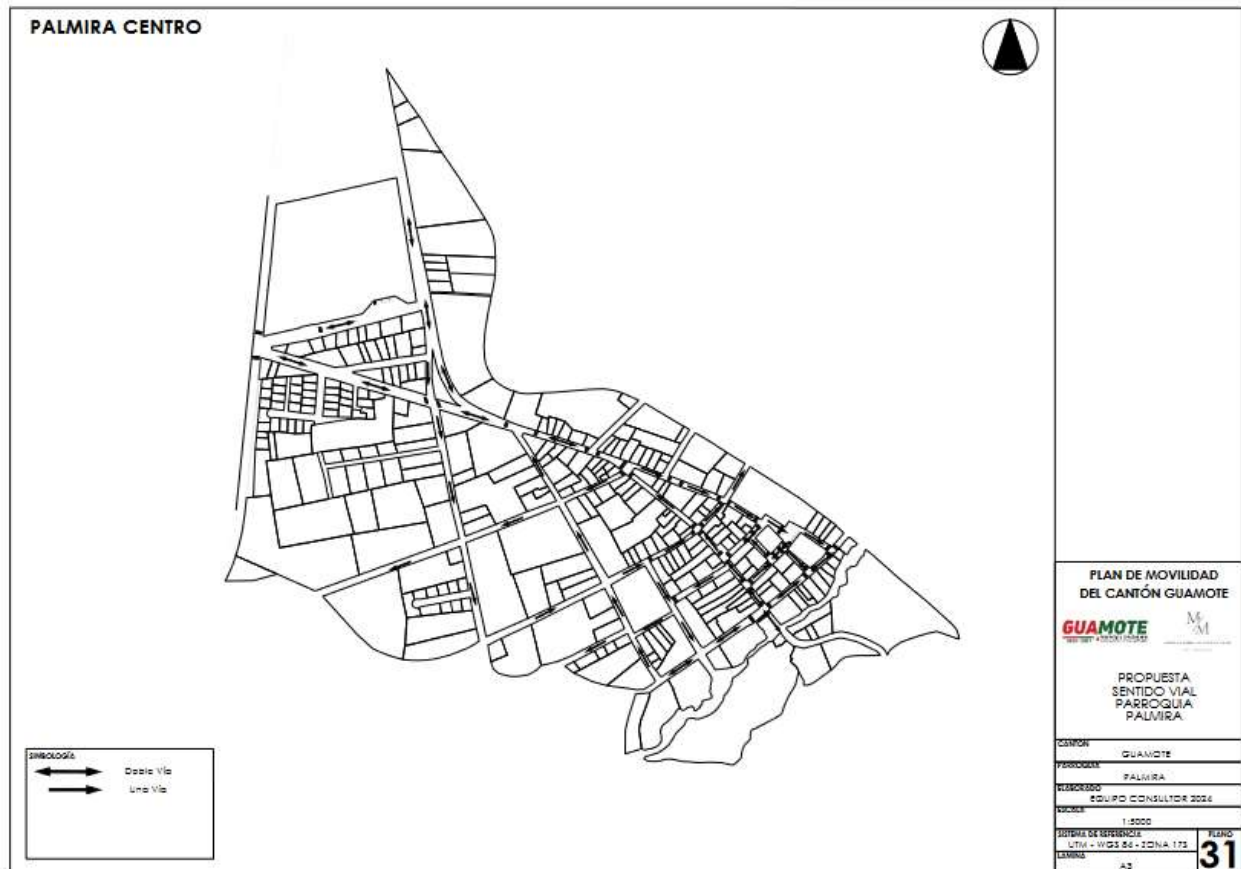 PALMIRA CENTRO
PLAN DE MOVILIDAD
DEL CANTÓN GUAMOTE
GUAMOTE
M
M
PROPUESTA
SENTIDO VIAL
PARROQUIA
PALMIRA
CANTÓN
GUAMOTE
PARROQUIA
PALMIRA
ELABORADO
EQUIPO CONSULTOR 2024
ESCALA
1:5000
SISTEMA DE REFERENCIA
UTM - WGS 84 - ZONA 17S
LÁMINA
A3
PLANO
31
SIMBOLOGÍA
Doble Vía
Una Vía